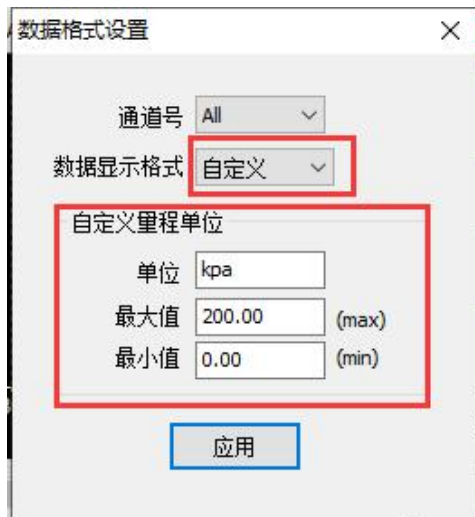 数据格式设置
通道号 All
数据显示格式 自定义
自定义量程单位
单位 kpa
最大值 200.00 (max)
最小值 0.00 (min)
应用